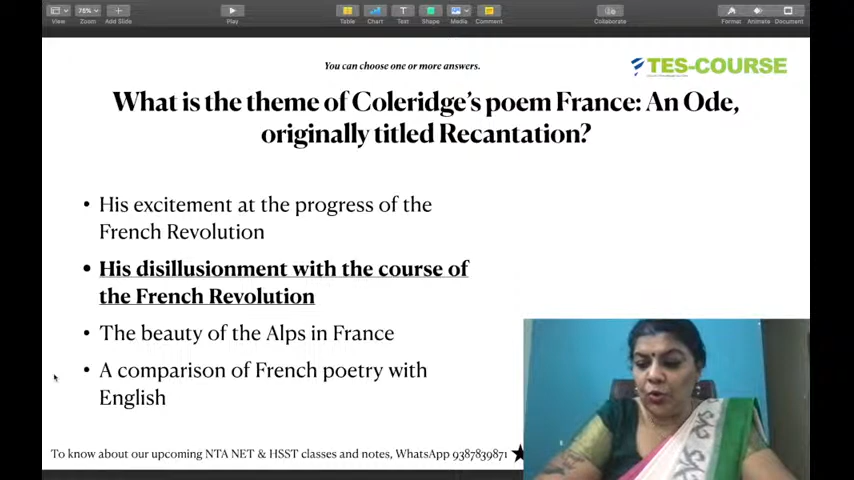 View
Zoom
Add Slide
Play
Table
Chart
Text
Shape
Media
Comment
Collaborate
Format
Animate
Document
78%
You can choose one or more answers.
TES-COURSE
What is the theme of Coleridge's poem France: An Ode,
originally titled Recantation?
• His excitement at the progress of the
French Revolution
• His disillusionment with the course of
the French Revolution
• The beauty of the Alps in France
• A comparison of French poetry with
English
To know about our upcoming NTA NET & HSST classes and notes, WhatsApp 9387839871